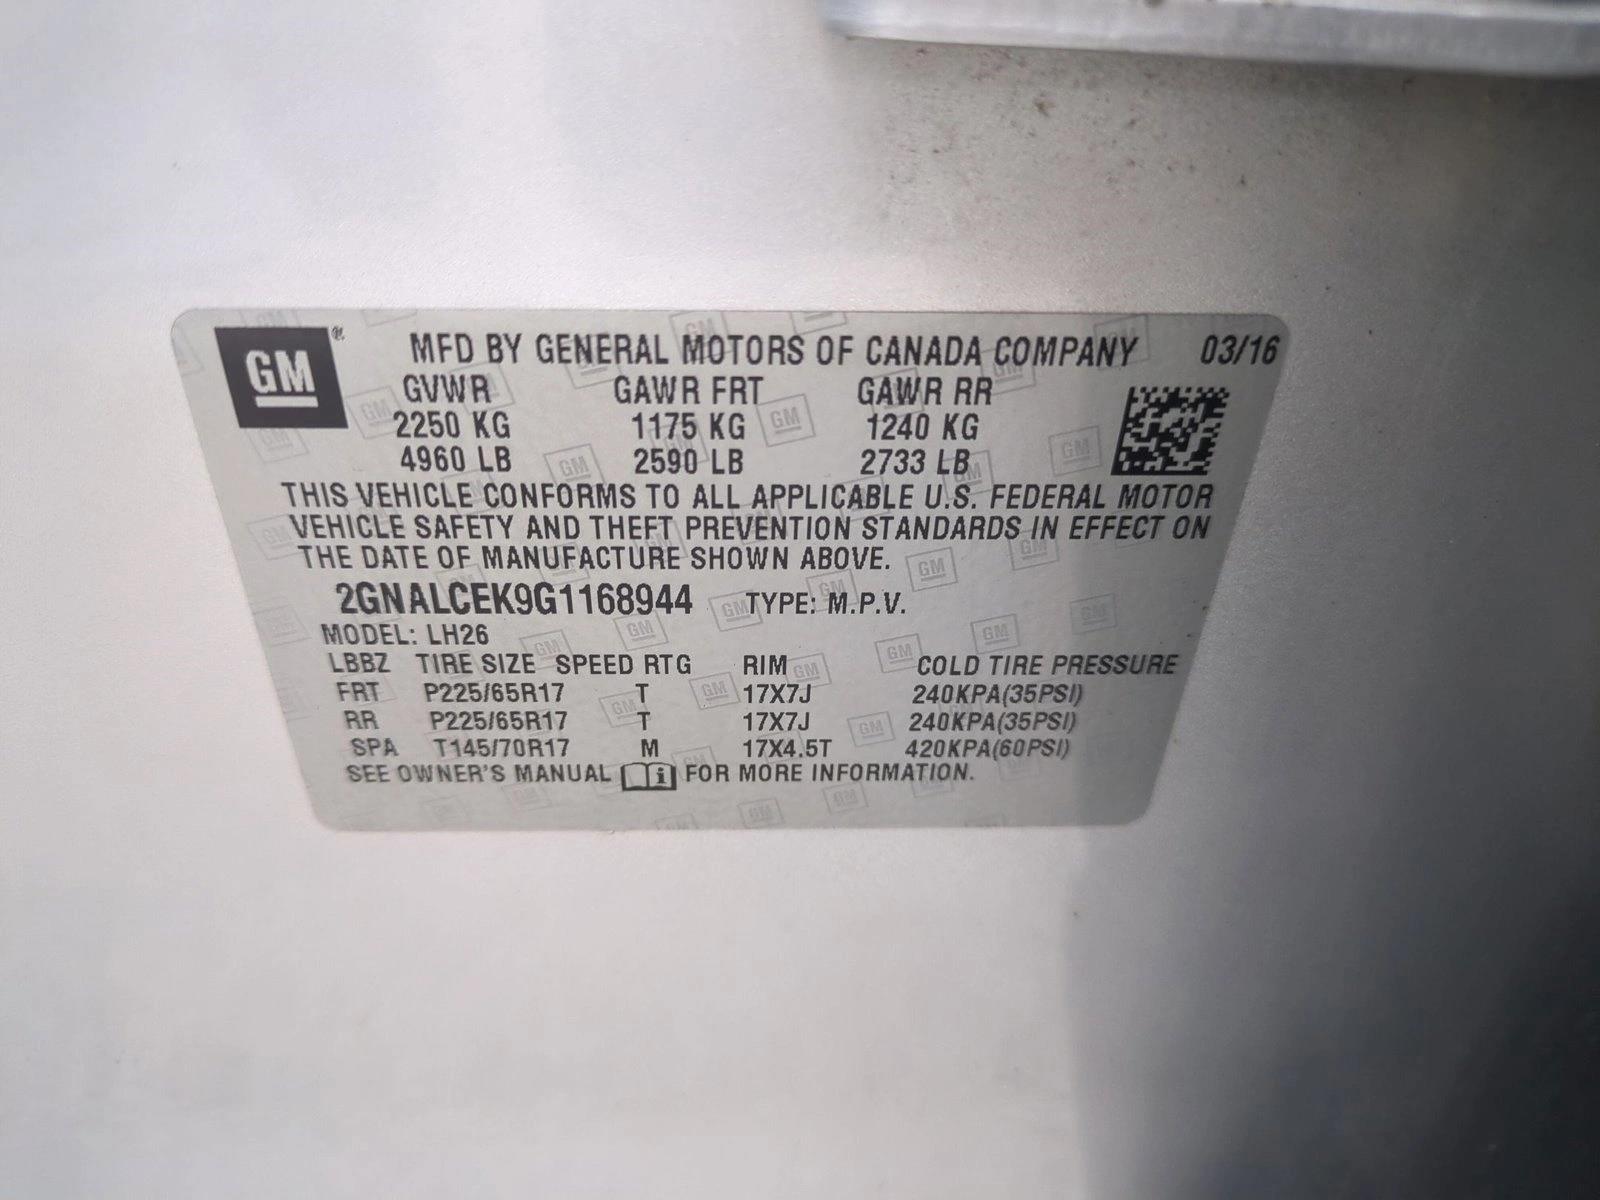 GM MFD BY GENERAL MOTORS OF CANADA COMPANY 03/16
GVWR GAWR FRT GAWR RR
2250 KG 1175 KG 1240 KG
4960 LB 2590 LB 2733 LB
THIS VEHICLE CONFORMS TO ALL APPLICABLE U.S. FEDERAL MOTOR
VEHICLE SAFETY AND THEFT PREVENTION STANDARDS IN EFFECT ON
THE DATE OF MANUFACTURE SHOWN ABOVE.
2GNALCEK9G1168944 TYPE: M.P.V.
MODEL: LH26
LBBZ TIRE SIZE SPEED RTG RIM COLD TIRE PRESSURE
FRT P225/65R17 T 17X7J 240KPA(35PSI)
RR P225/65R17 T 17X7J 240KPA(35PSI)
SPA T145/70R17 M 17X4.5T 420KPA(60PSI)
SEE OWNER'S MANUAL i FOR MORE INFORMATION.